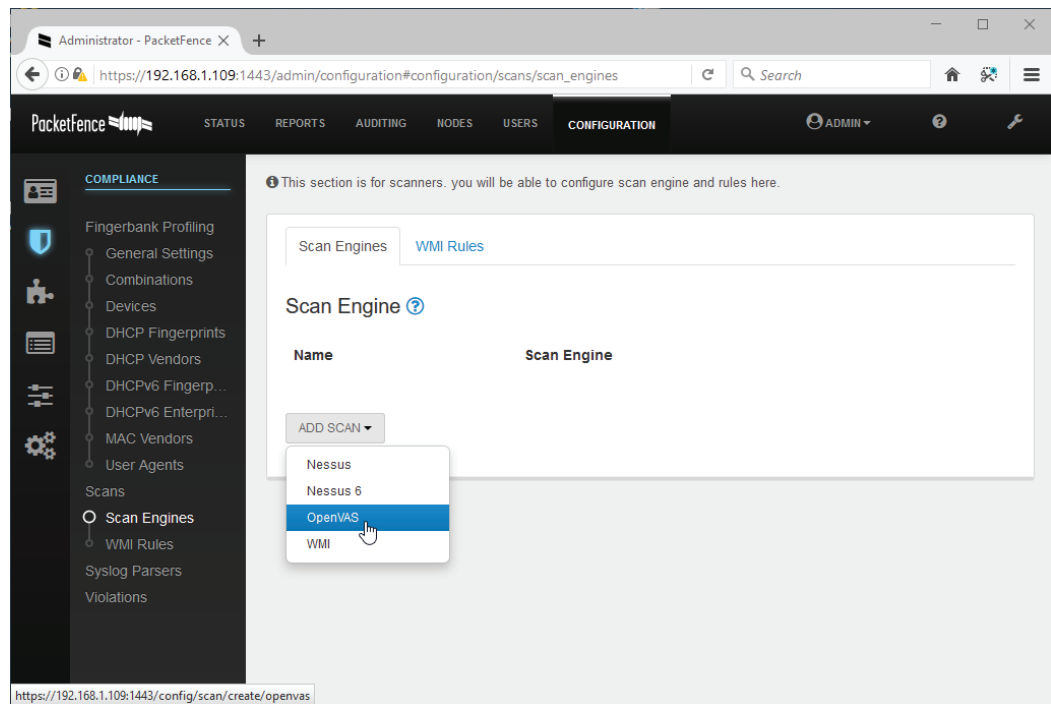 Administrator - PacketFence
https://192.168.1.109:1443/admin/configuration#configuration/scans/scan_engines
Search
PacketFence STATUS REPORTS AUDITING NODES USERS CONFIGURATION ADMIN
COMPLIANCE
Fingerbank Profiling
General Settings
Combinations
Devices
DHCP Fingerprints
DHCP Vendors
DHCPv6 Fingerp...
DHCPv6 Enterpri...
MAC Vendors
User Agents
Scans
Scan Engines
WMI Rules
Syslog Parsers
Violations
This section is for scanners. you will be able to configure scan engine and rules here.
Scan Engines WMI Rules
Scan Engine
Name Scan Engine
ADD SCAN
Nessus
Nessus 6
OpenVAS
WMI
https://192.168.1.109:1443/config/scan/create/openvas